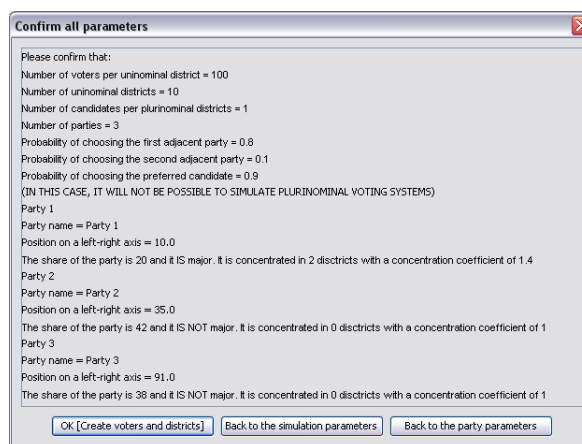 Confirm all parameters
Please confirm that:
Number of voters per uninominal district = 100
Number of uninominal districts = 10
Number of candidates per plurinominal districts = 1
Number of parties = 3
Probability of choosing the first adjacent party = 0.8
Probability of choosing the second adjacent party = 0.1
Probability of choosing the preferred candidate = 0.9
(IN THIS CASE, IT WILL NOT BE POSSIBLE TO SIMULATE PLURINOMINAL VOTING SYSTEMS)
Party 1
Party name = Party 1
Position on a left-right axis = 10.0
The share of the party is 20 and it IS major. It is concentrated in 2 disctricts with a concentration coefficient of 1.4
Party 2
Party name = Party 2
Position on a left-right axis = 35.0
The share of the party is 42 and it IS NOT major. It is concentrated in 0 disctricts with a concentration coefficient of 1
Party 3
Party name = Party 3
Position on a left-right axis = 91.0
The share of the party is 38 and it IS NOT major. It is concentrated in 0 disctricts with a concentration coefficient of 1
OK [Create voters and districts] Back to the simulation parameters Back to the party parameters